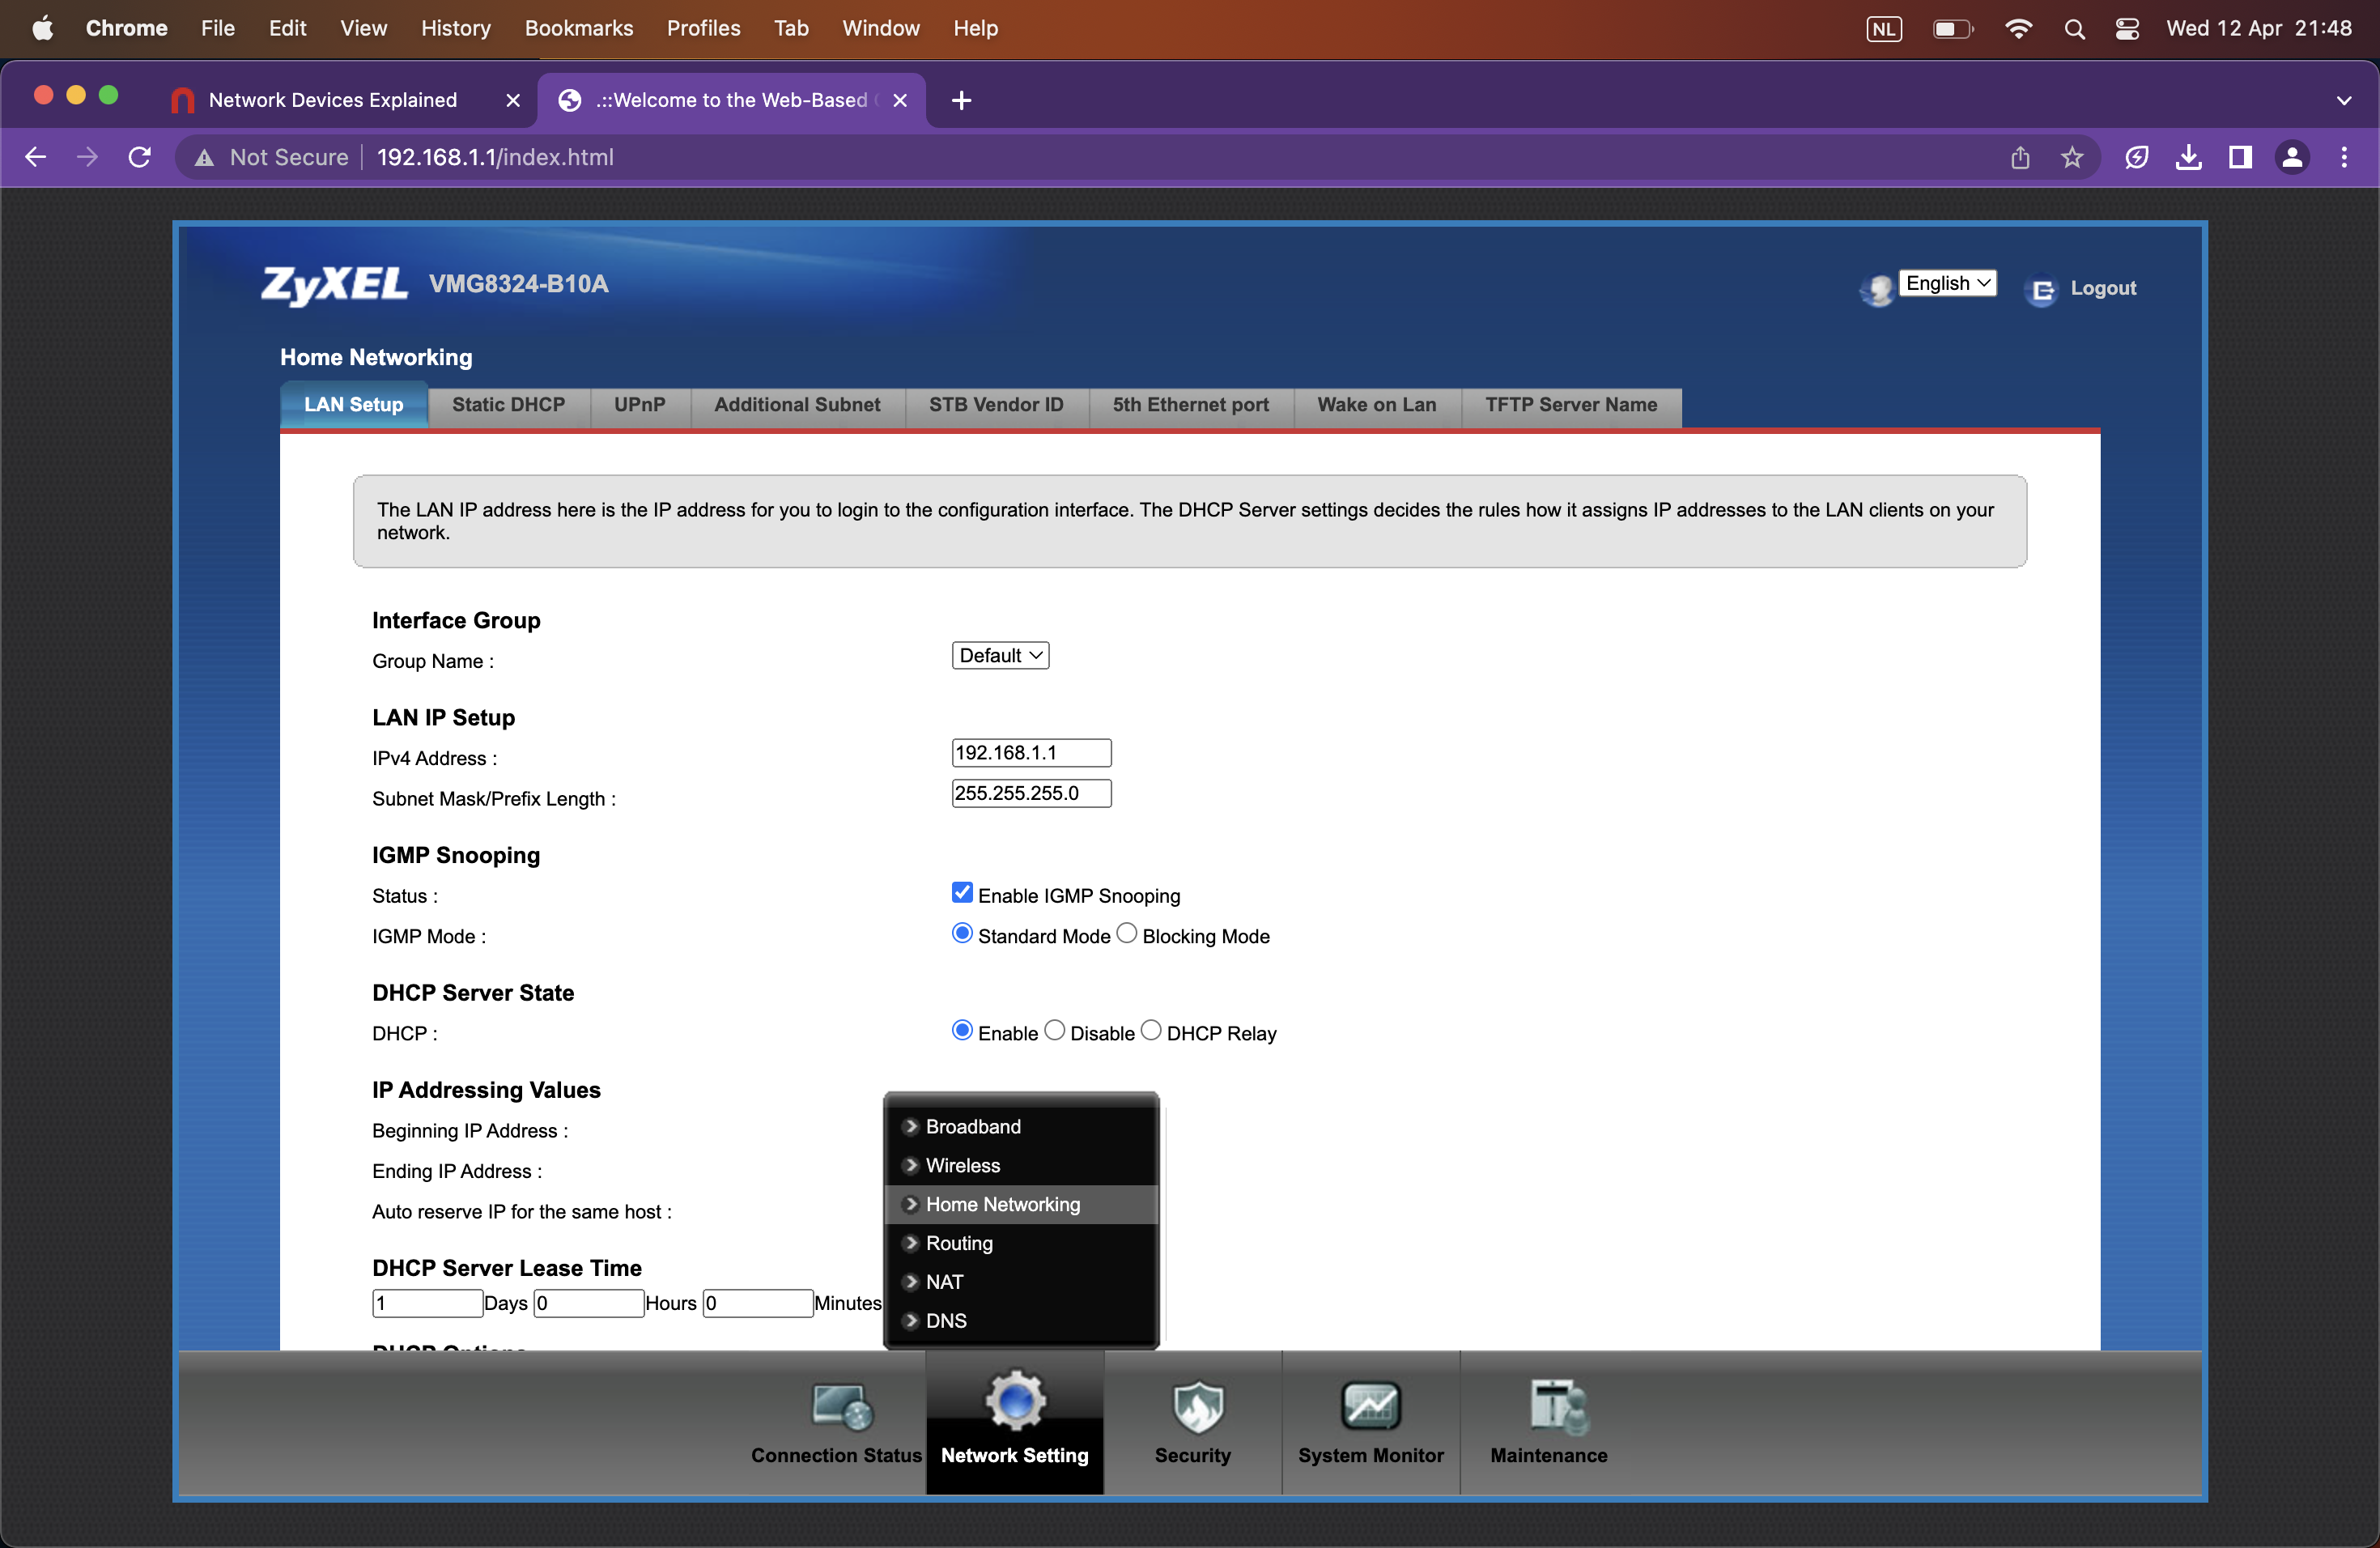 Chrome File Edit View History Bookmarks Profiles Tab Window Help NL Wed 12 Apr 21:48
Network Devices Explained .::Welcome to the Web-Based
Not Secure 192.168.1.1/index.html
ZyXEL VMG8324-B10A English Logout
Home Networking
LAN Setup Static DHCP UPnP Additional Subnet STB Vendor ID 5th Ethernet port Wake on Lan TFTP Server Name
The LAN IP address here is the IP address for you to login to the configuration interface. The DHCP Server settings decides the rules how it assigns IP addresses to the LAN clients on your
network.
Interface Group
Group Name : Default
LAN IP Setup
IPv4 Address : 192.168.1.1
Subnet Mask/Prefix Length : 255.255.255.0
IGMP Snooping
Status : Enable IGMP Snooping
IGMP Mode : Standard Mode Blocking Mode
DHCP Server State
DHCP : Enable Disable DHCP Relay
IP Addressing Values
Beginning IP Address :
Ending IP Address :
Auto reserve IP for the same host :
DHCP Server Lease Time
1 Days 0 Hours 0 Minutes
DHCP Options
Broadband
Wireless
Home Networking
Routing
NAT
DNS
Connection Status Network Setting Security System Monitor Maintenance